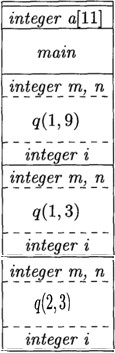 integer a[11]
main
integer m, n
q(1,9)
integer i
integer m, n
q(1,3)
integer i
integer m, n
q(2,3)
integer i